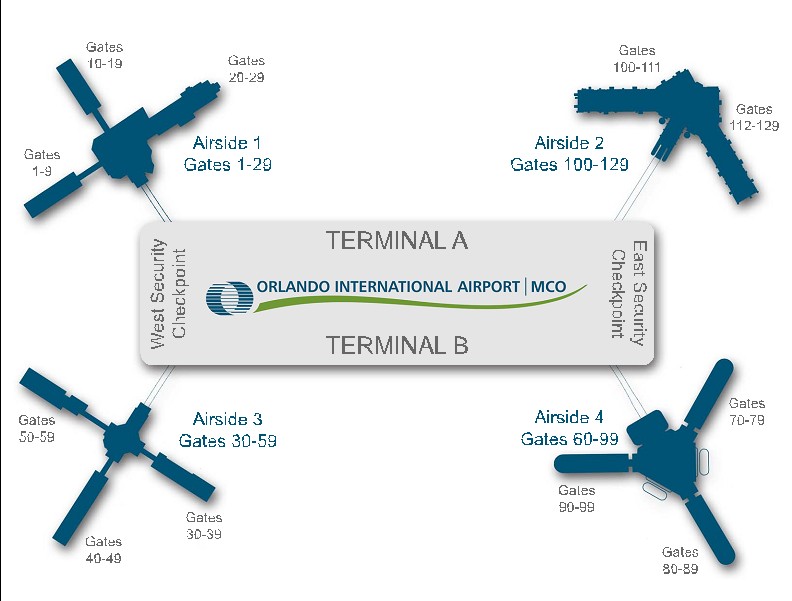 Gates
10-19
Gates
20-29
Gates
1-9
Airside 1
Gates 1-29
Gates
100-111
Gates
112-129
Airside 2
Gates 100-129
TERMINAL A
West Security
Checkpoint
ORLANDO INTERNATIONAL AIRPORT | MCO
East Security
Checkpoint
TERMINAL B
Airside 3
Gates 30-59
Gates
50-59
Gates
30-39
Gates
40-49
Airside 4
Gates 60-99
Gates
70-79
Gates
90-99
Gates
80-89